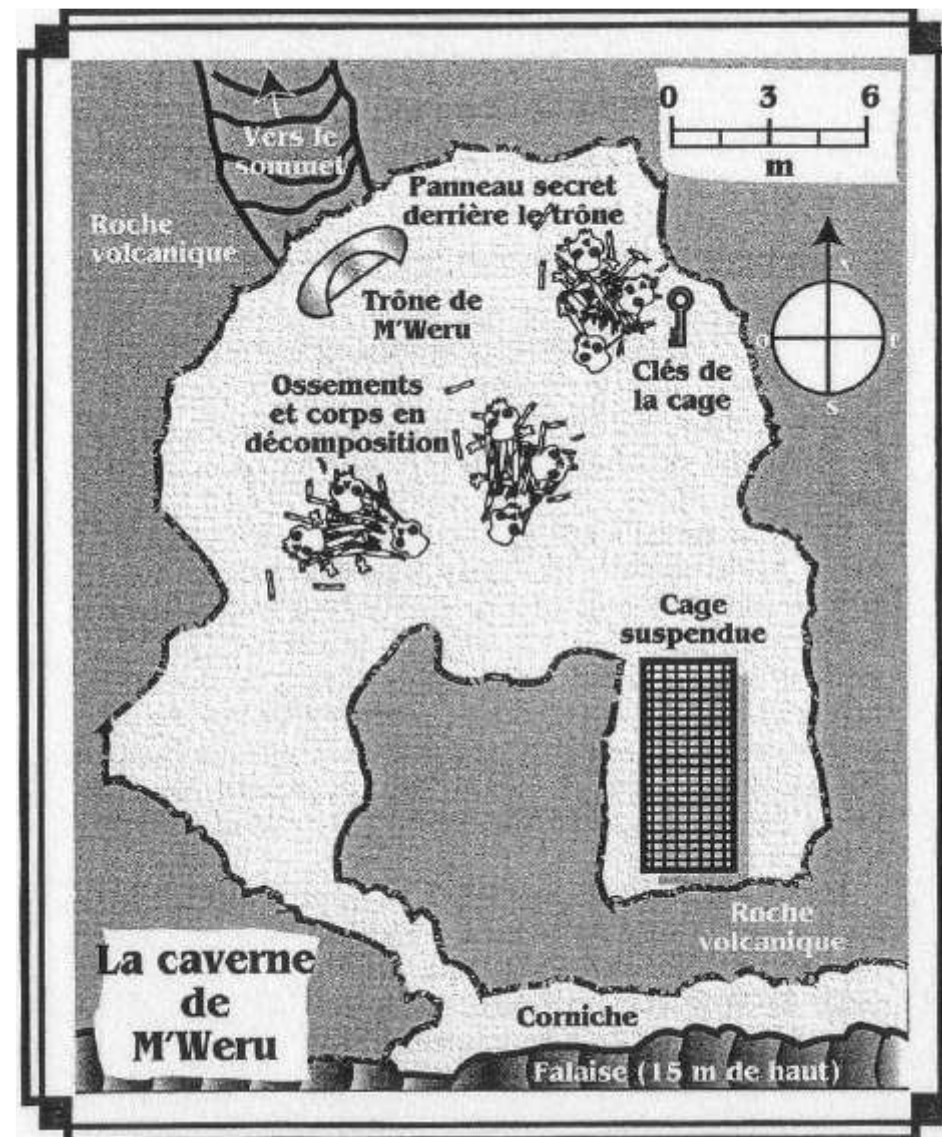 Vers le
sommet
0 3 6
m
Panneau secret
derrière le trône
Roche
volcanique
Trône de
M'Weru
N
O E
S
Clés de
la cage
Ossements
et corps en
décomposition
Cage
suspendue
Roche
volcanique
La caverne
de
M'Weru
Corniche
Falaise (15 m de haut)